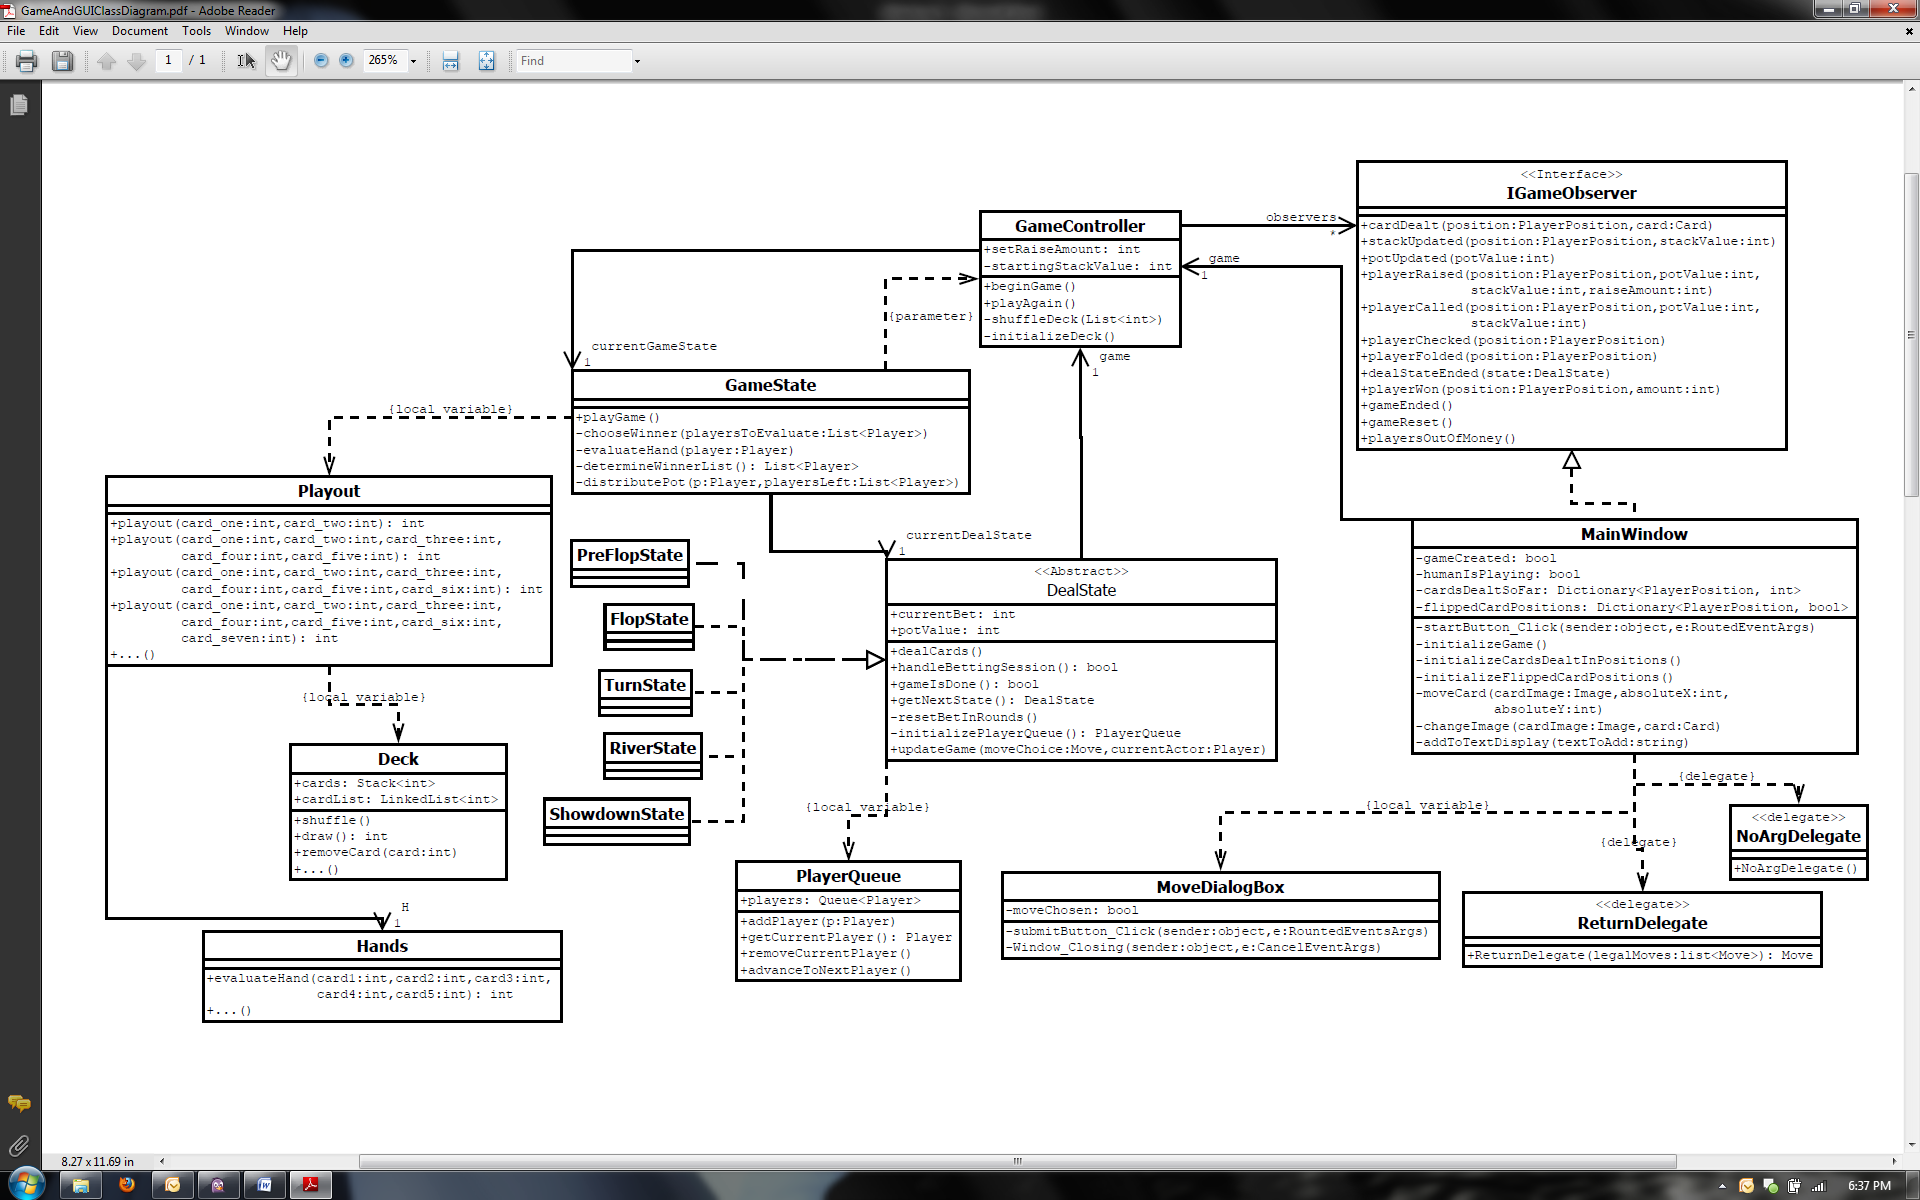 GameAndGUIClassDiagram.pdf - Adobe Reader
File Edit View Document Tools Window Help
1 / 1 265% Find
<<Interface>>
IGameObserver
+cardDealt(position:PlayerPosition,card:Card)
+stackUpdated(position:PlayerPosition,stackValue:int)
+potUpdated(potValue:int)
+playerRaised(position:PlayerPosition,potValue:int,
stackValue:int,raiseAmount:int)
+playerCalled(position:PlayerPosition,potValue:int,
stackValue:int)
+playerChecked(position:PlayerPosition)
+playerFolded(position:PlayerPosition)
+dealStateEnded(state:DealState)
+playerWon(position:PlayerPosition,amount:int)
+gameEnded()
+gameReset()
+playersOutOfMoney()
observers
*
GameController
+setRaiseAmount: int
-startingStackValue: int
+beginGame()
+playAgain()
-shuffleDeck(List<int>)
-initializeDeck()
game
1
{parameter}
currentGameState
1
game
1
GameState
+playGame()
-chooseWinner(playersToEvaluate:List<Player>)
-evaluateHand(player:Player)
-determineWinnerList(): List<Player>
-distributePot(p:Player,playersLeft:List<Player>)
{local variable}
Playout
+playout(card_one:int,card_two:int): int
+playout(card_one:int,card_two:int,card_three:int,
card_four:int,card_five:int): int
+playout(card_one:int,card_two:int,card_three:int,
card_four:int,card_five:int,card_six:int): int
+playout(card_one:int,card_two:int,card_three:int,
card_four:int,card_five:int,card_six:int,
card_seven:int): int
+...()
{local variable}
Deck
+cards: Stack<int>
+cardList: LinkedList<int>
+shuffle()
+draw(): int
+removeCard(card:int)
+...()
H
1
Hands
+evaluateHand(card1:int,card2:int,card3:int,
card4:int,card5:int): int
+...()
PreFlopState
FlopState
TurnState
RiverState
ShowdownState
currentDealState
1
<<Abstract>>
DealState
+currentBet: int
+potValue: int
+dealCards()
+handleBettingSession(): bool
+gameIsDone(): bool
+getNextState(): DealState
-resetBetInRounds()
-initializePlayerQueue(): PlayerQueue
+updateGame(moveChoice:Move,currentActor:Player)
{local variable}
PlayerQueue
+players: Queue<Player>
+addPlayer(p:Player)
+getCurrentPlayer(): Player
+removeCurrentPlayer()
+advanceToNextPlayer()
MainWindow
-gameCreated: bool
-humanIsPlaying: bool
-cardsDealtSoFar: Dictionary<PlayerPosition, int>
-flippedCardPositions: Dictionary<PlayerPosition, bool>
-startButton_Click(sender:object,e:RoutedEventArgs)
-initializeGame()
-initializeCardsDealtInPositions()
-initializeFlippedCardPositions()
-moveCard(cardImage:Image,absoluteX:int,
absoluteY:int)
-changeImage(cardImage:Image,card:Card)
-addToTextDisplay(textToAdd:string)
{local variable}
{delegate}
{delegate}
MoveDialogBox
-moveChosen: bool
-submitButton_Click(sender:object,e:RountedEventsArgs)
-Window_Closing(sender:object,e:CancelEventArgs)
<<delegate>>
NoArgDelegate
+NoArgDelegate()
<<delegate>>
ReturnDelegate
+ReturnDelegate(legalMoves:list<Move>): Move
8.27 x 11.69 in
6:37 PM